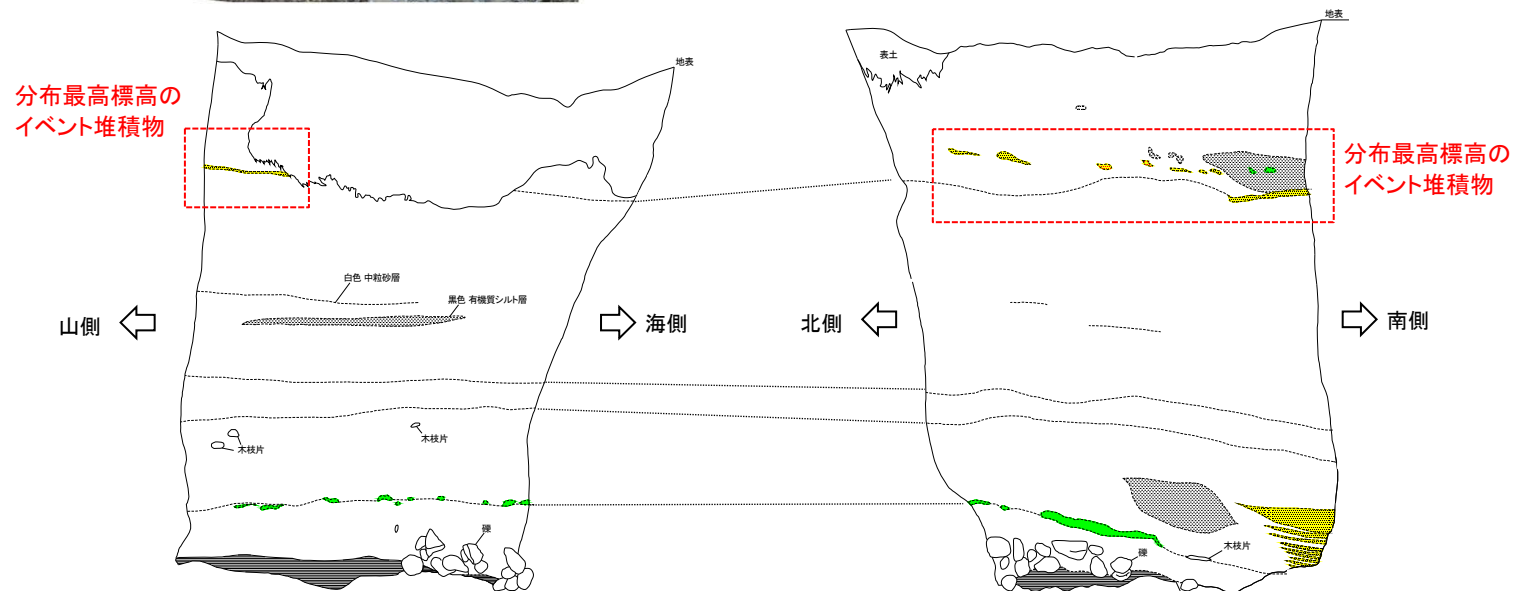 分布最高標高の
イベント堆積物
地表
白色 中粒砂層
黒色 有機質シルト層
山側
海側
木枝片
木枝片
礫
地表
表土
分布最高標高の
イベント堆積物
北側
南側
木枝片
礫